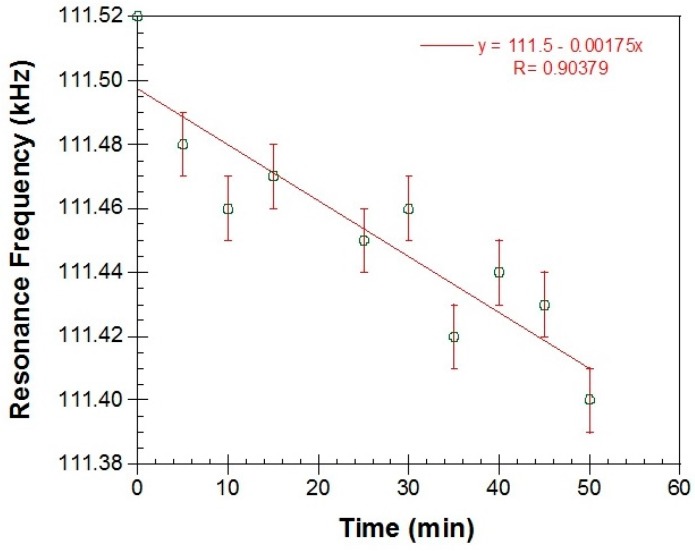 111.52
111.50
111.48
111.46
111.44
111.42
111.40
111.38
Resonance Frequency (kHz)
y = 111.5 - 0.00175x
R= 0.90379
0 10 20 30 40 50 60
Time (min)